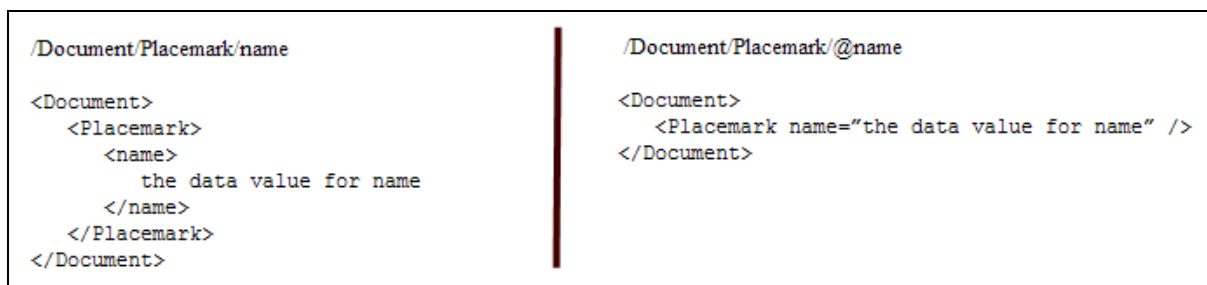 /Document/Placemark/name
<Document>
   <Placemark>
      <name>
         the data value for name
      </name>
   </Placemark>
</Document>
/Document/Placemark/@name
<Document>
   <Placemark name=”the data value for name” />
</Document>